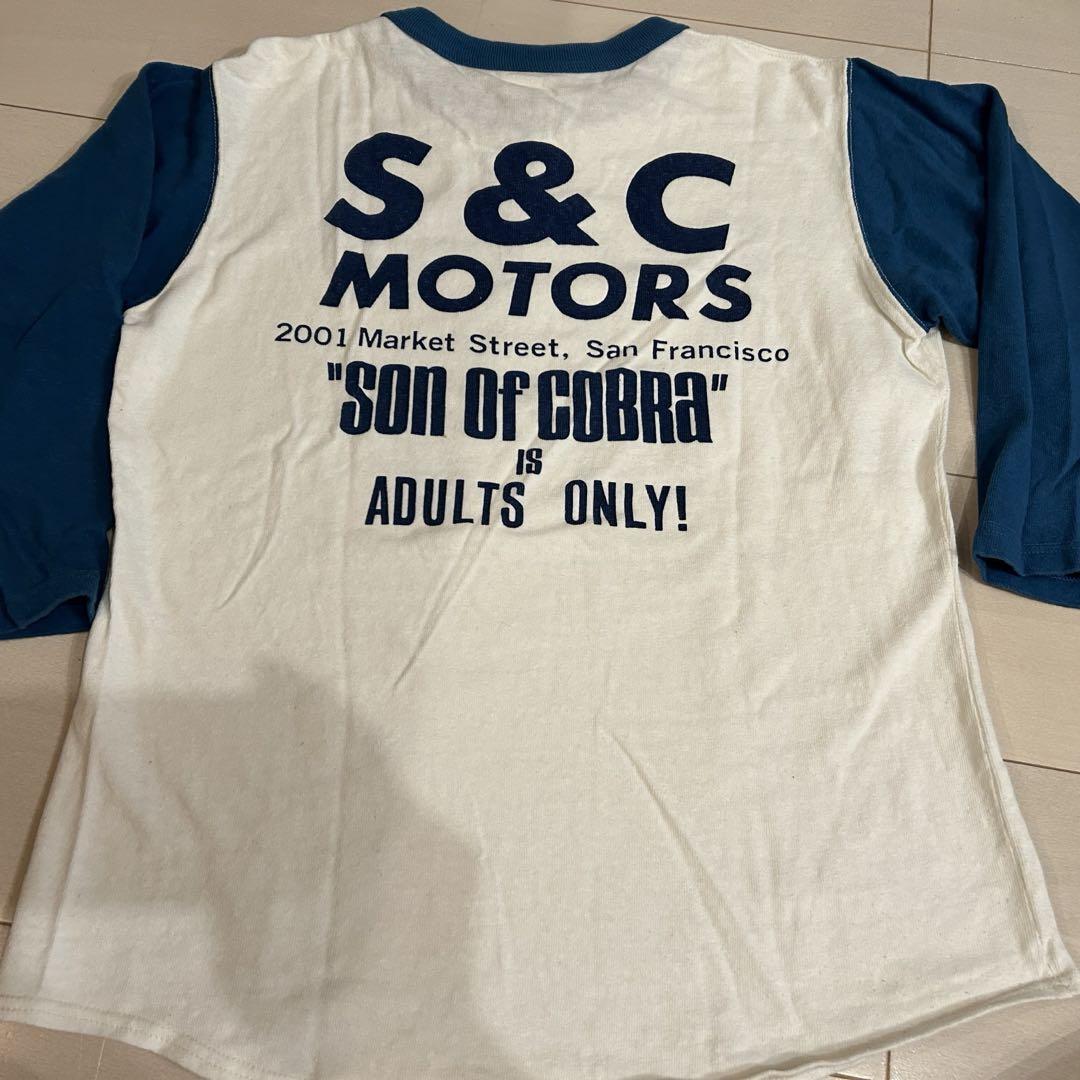 S & C
MOTORS
2001 Market Street, San Francisco
"SON OF COBRA"
IS
ADULTS ONLY!